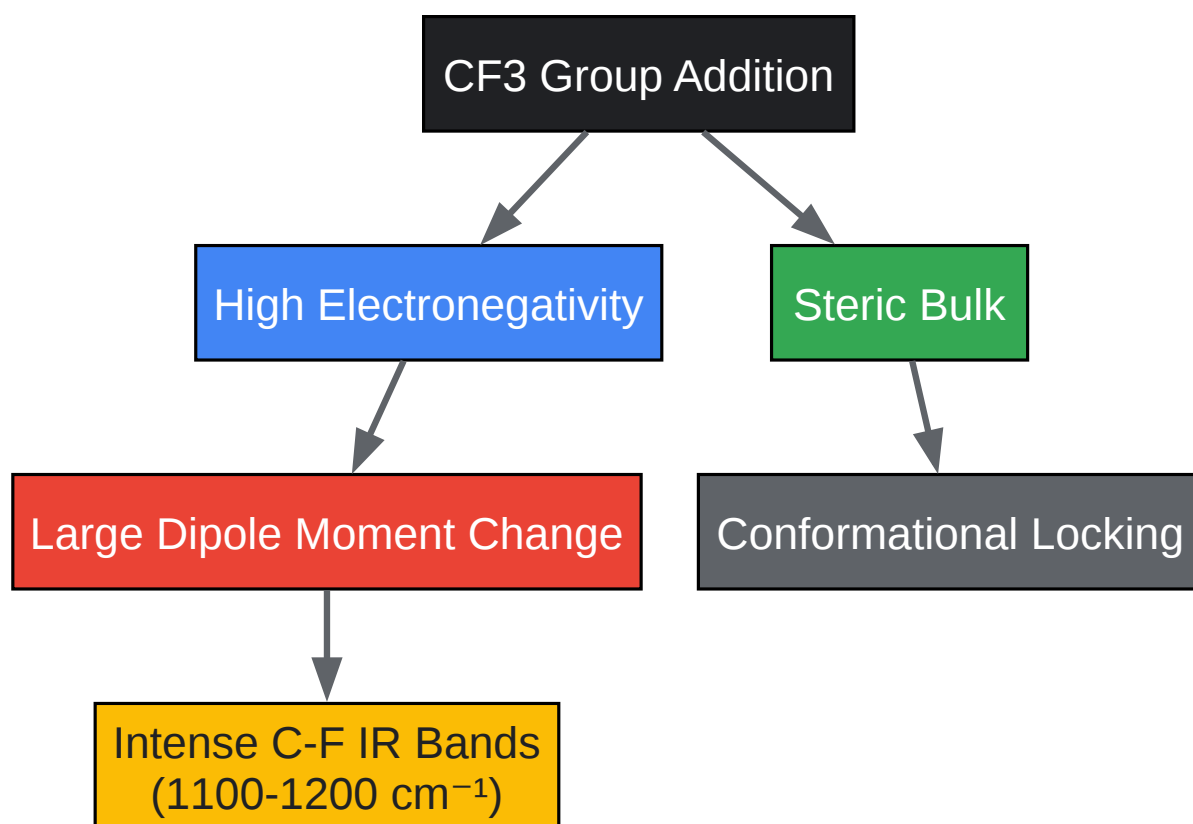 CF3 Group Addition
High Electronegativity
Steric Bulk
Large Dipole Moment Change
Conformational Locking
Intense C-F IR Bands
(1100-1200 cm⁻¹)